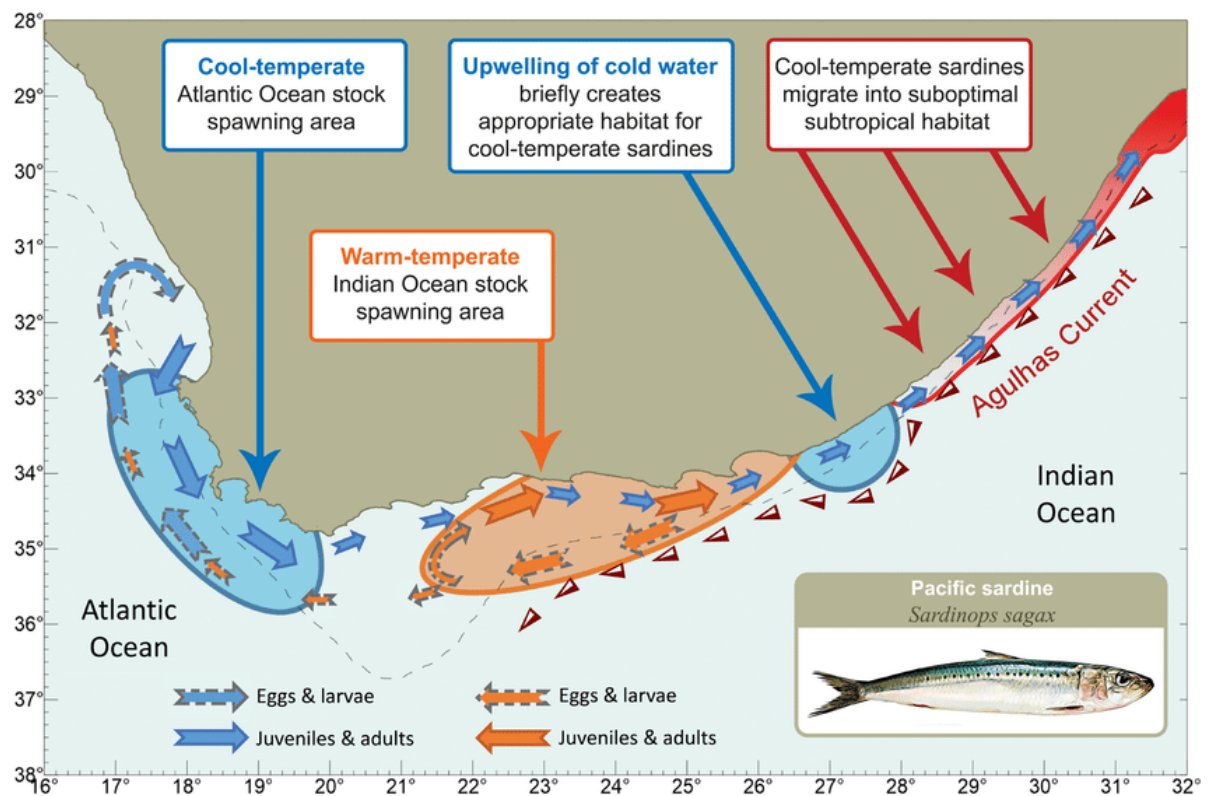 28°
29°
30°
31°
32°
33°
34°
35°
36°
37°
38°
Cool-temperate
Atlantic Ocean stock
spawning area
Upwelling of cold water
briefly creates
appropriate habitat for
cool-temperate sardines
Cool-temperate sardines
migrate into suboptimal
subtropical habitat
Warm-temperate
Indian Ocean stock
spawning area
Agulhas Current
Indian
Ocean
Atlantic
Ocean
Pacific sardine
Sardinops sagax
Eggs & larvae
Juveniles & adults
Eggs & larvae
Juveniles & adults
16° 17° 18° 19° 20° 21° 22° 23° 24° 25° 26° 27° 28° 29° 30° 31° 32°